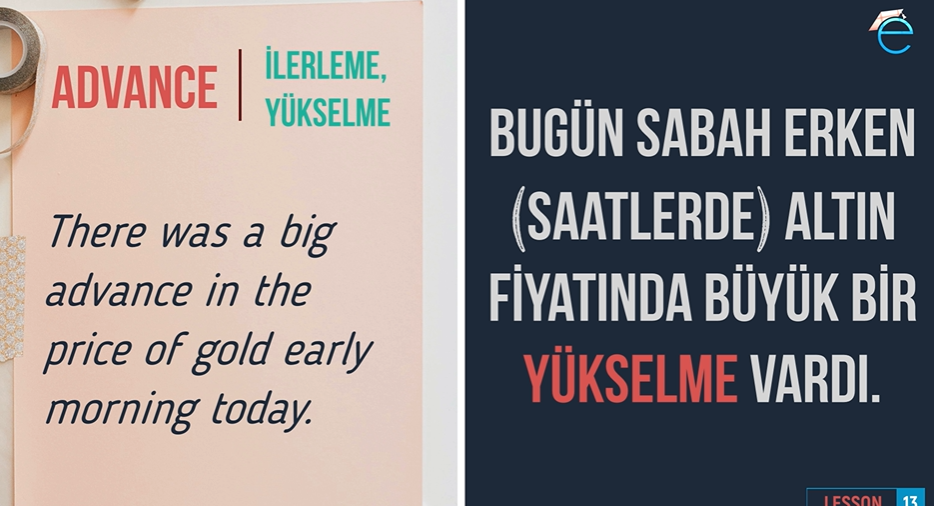 ADVANCE
İLERLEME,
YÜKSELME
There was a big
advance in the
price of gold early
morning today.
BUGÜN SABAH ERKEN
(SAATLERDE) ALTIN
FİYATINDA BÜYÜK BİR
YÜKSELME VARDI.
LESSON 13